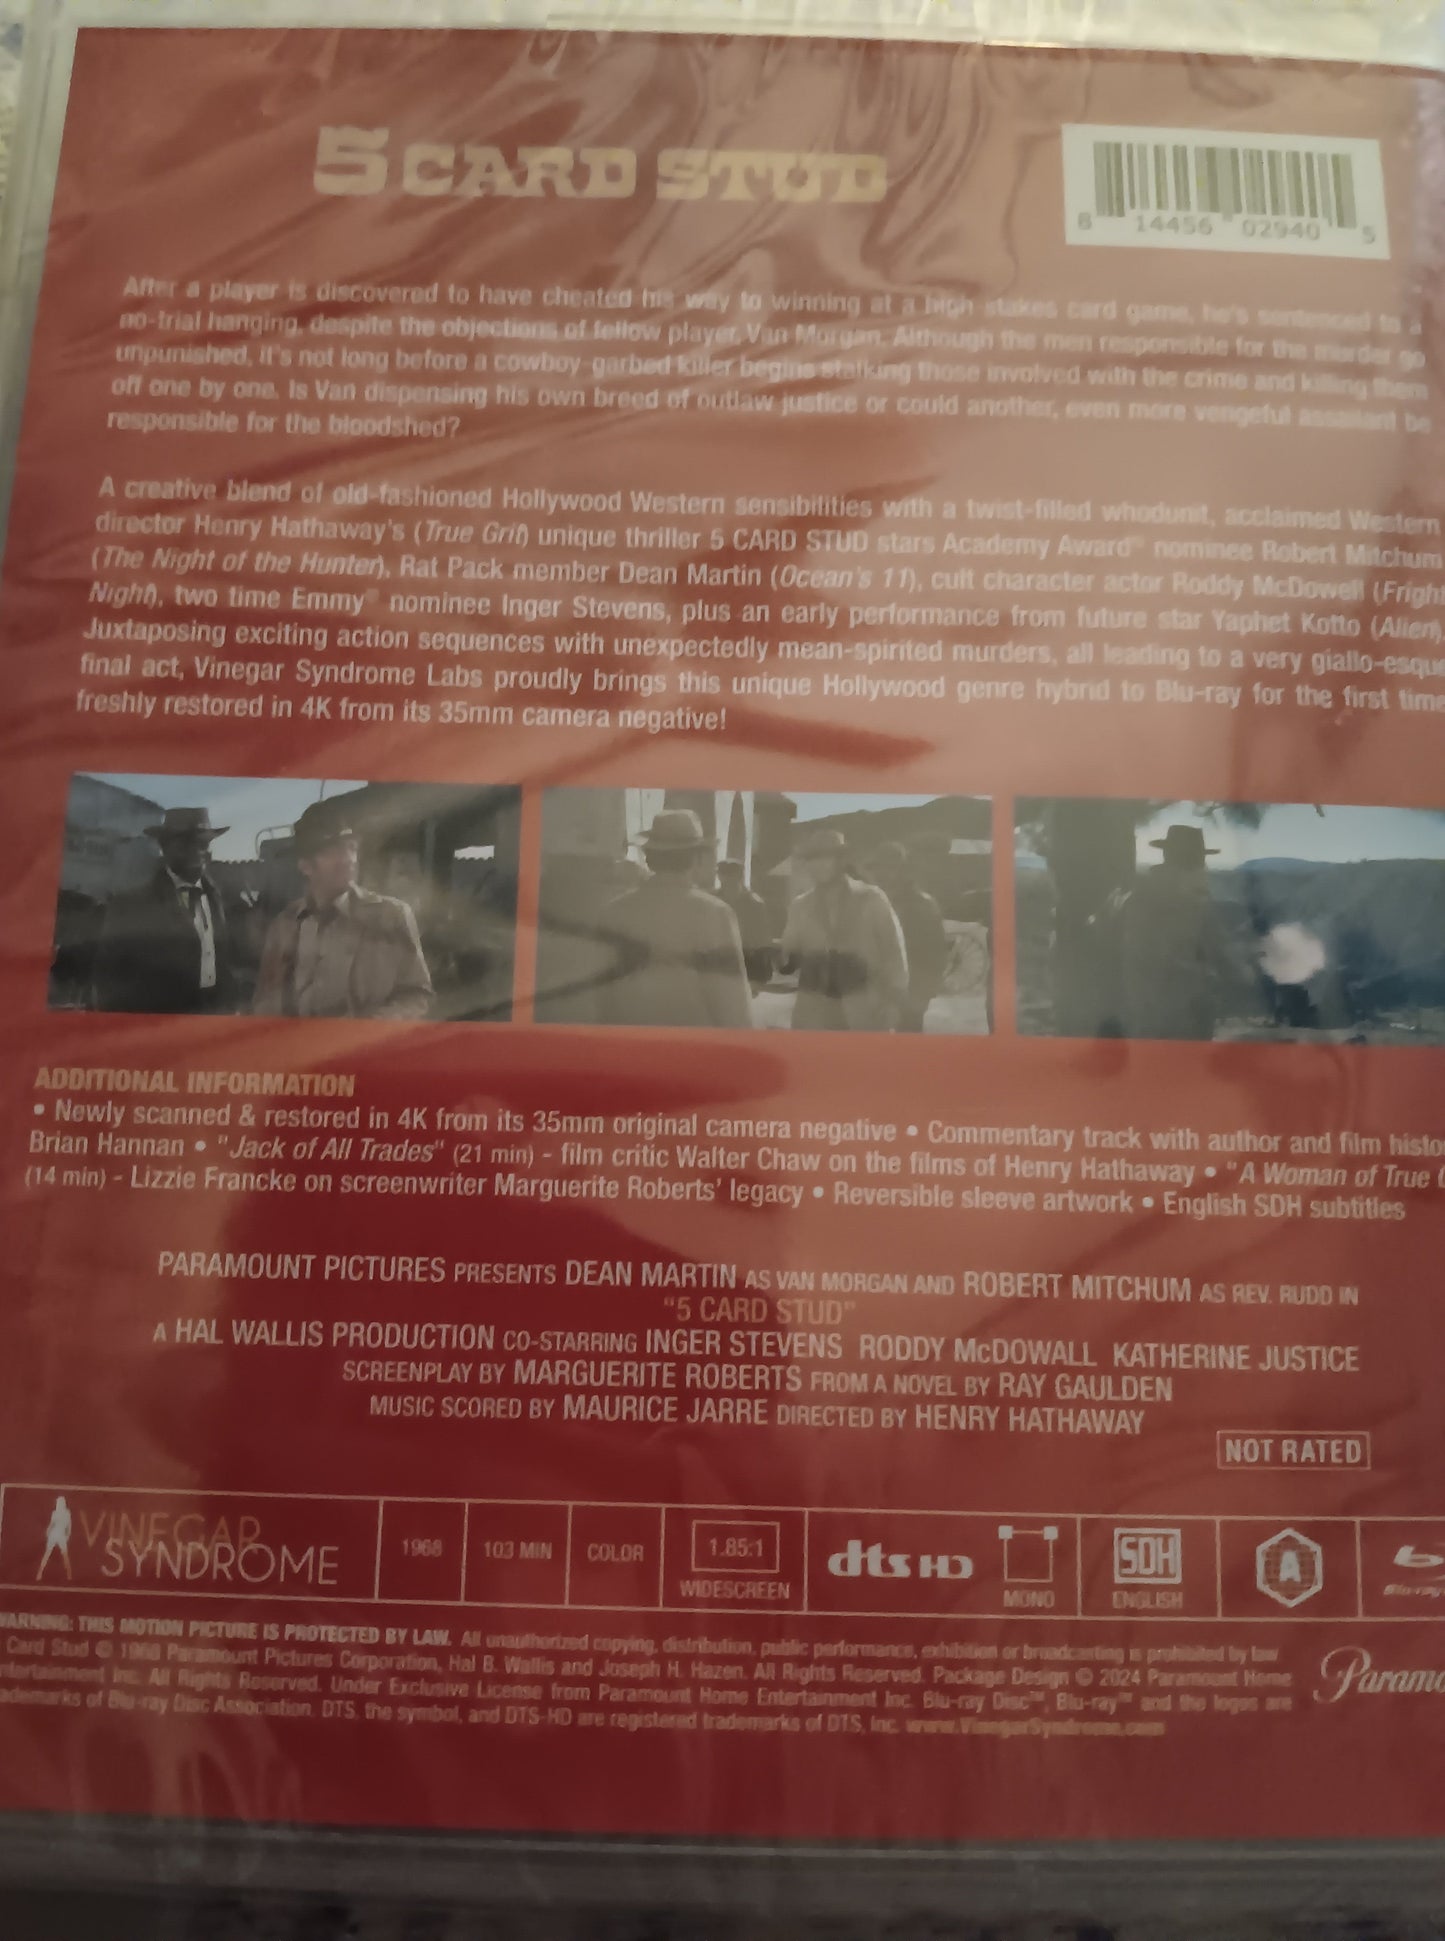 5 CARD STUD
8 14456 02940 5
After a player is discovered to have cheated his way to winning at a high stakes card game, he's sentenced to a
no-trial hanging, despite the objections of fellow player, Van Morgan. Although the men responsible for the murder go
unpunished, it's not long before a cowboy-garbed killer begins stalking those involved with the crime and killing them
off one by one. Is Van dispensing his own breed of outlaw justice or could another, even more vengeful assailant be
responsible for the bloodshed?
A creative blend of old-fashioned Hollywood Western sensibilities with a twist-filled whodunit, acclaimed Western
director Henry Hathaway's (True Grit) unique thriller 5 CARD STUD stars Academy Award® nominee Robert Mitchum
(The Night of the Hunter), Rat Pack member Dean Martin (Ocean's 11), cult character actor Roddy McDowell (Fright
Night), two time Emmy® nominee Inger Stevens, plus an early performance from future star Yaphet Kotto (Alien).
Juxtaposing exciting action sequences with unexpectedly mean-spirited murders, all leading to a very giallo-esque
final act, Vinegar Syndrome Labs proudly brings this unique Hollywood genre hybrid to Blu-ray for the first time
freshly restored in 4K from its 35mm camera negative!
ADDITIONAL INFORMATION
• Newly scanned & restored in 4K from its 35mm original camera negative • Commentary track with author and film histo
Brian Hannan • "Jack of All Trades" (21 min) - film critic Walter Chaw on the films of Henry Hathaway • "A Woman of True
(14 min) - Lizzie Francke on screenwriter Marguerite Roberts' legacy • Reversible sleeve artwork • English SDH subtitles
PARAMOUNT PICTURES PRESENTS DEAN MARTIN AS VAN MORGAN AND ROBERT MITCHUM AS REV. RUDD IN
"5 CARD STUD"
A HAL WALLIS PRODUCTION CO-STARRING INGER STEVENS RODDY McDOWALL KATHERINE JUSTICE
SCREENPLAY BY MARGUERITE ROBERTS FROM A NOVEL BY RAY GAULDEN
MUSIC SCORED BY MAURICE JARRE DIRECTED BY HENRY HATHAWAY
NOT RATED
VINEGAR
SYNDROME
1968
103 MIN
COLOR
1.85:1
WIDESCREEN
dts HD
MONO
SDH
ENGLISH
A
Blu-ray
WARNING: THIS MOTION PICTURE IS PROTECTED BY LAW. All unauthorized copying, distribution, public performance, exhibition or broadcasting is prohibited by law
Card Stud © 1968 Paramount Pictures Corporation, Hal B. Wallis and Joseph H. Hazen. All Rights Reserved. Package Design © 2024 Paramount Home
ntertainment Inc. All Rights Reserved. Under Exclusive License from Paramount Home Entertainment Inc. Blu-ray Disc™, Blu-ray™ and the logos are
ademarks of Blu-ray Disc Association. DTS, the symbol, and DTS-HD are registered trademarks of DTS, Inc. www.VinegarSyndrome.com
Paramo